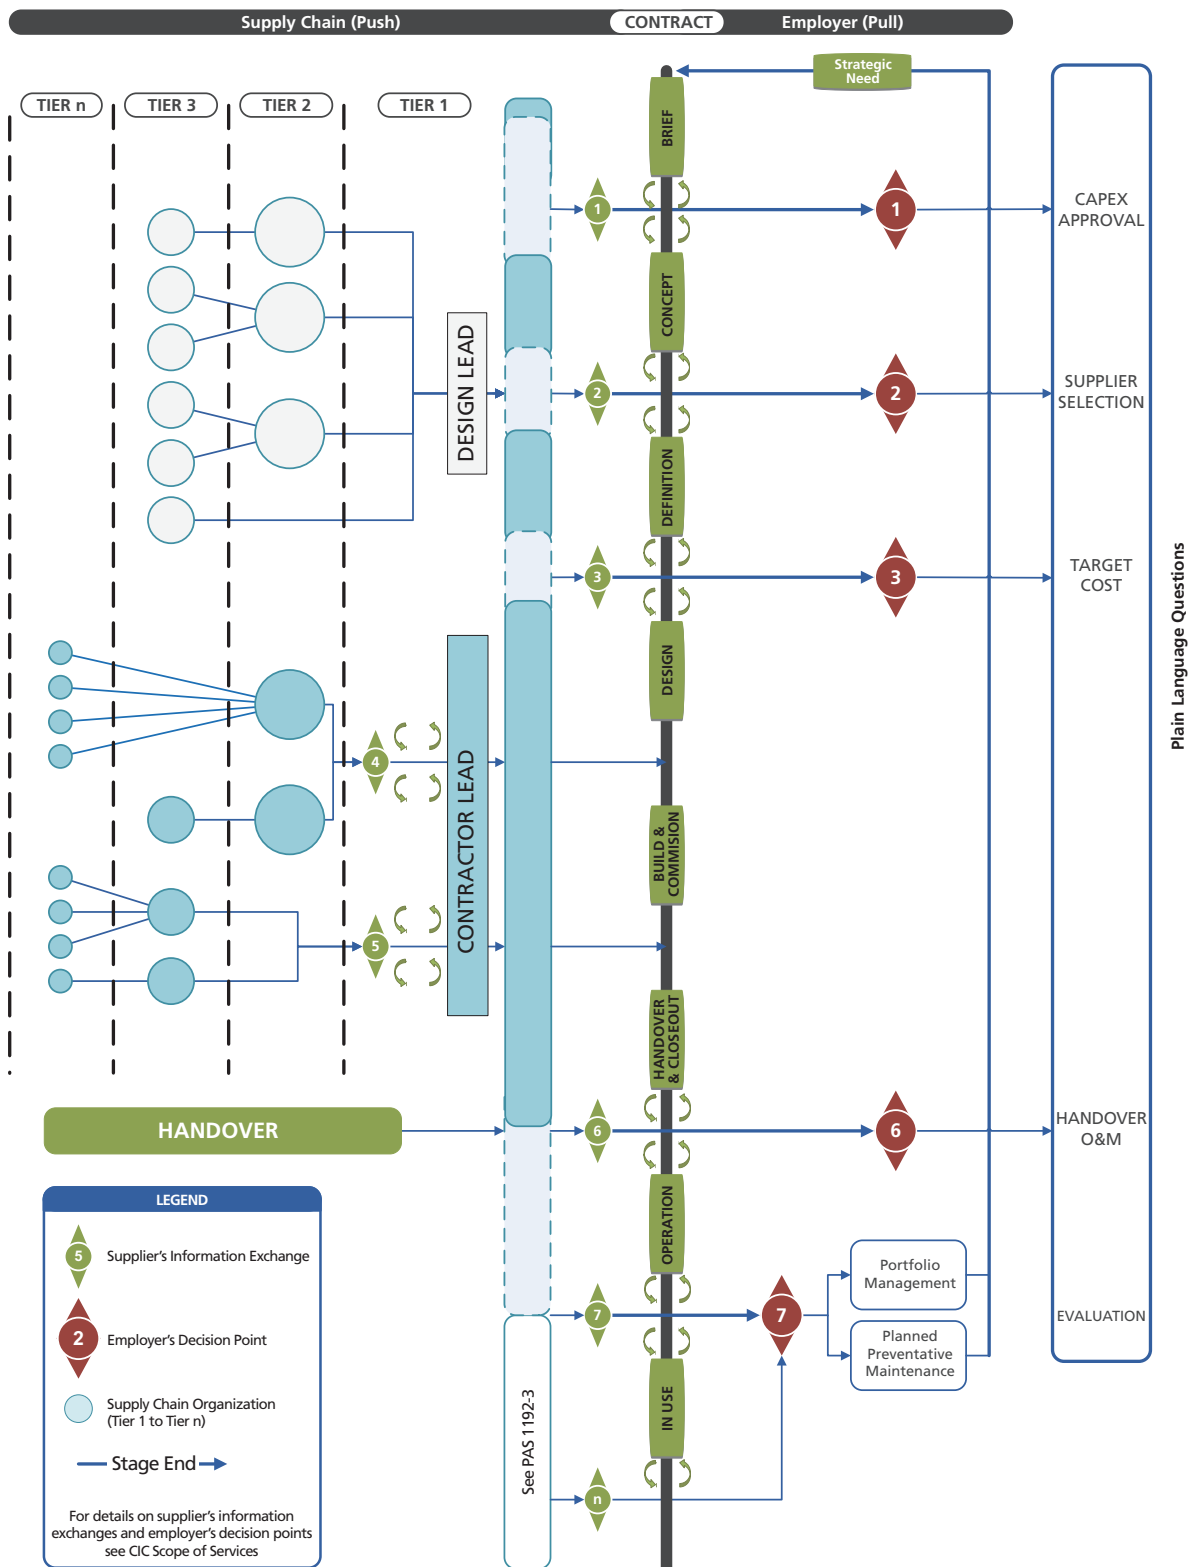 Supply Chain (Push)
CONTRACT
Employer (Pull)
Strategic
Need
TIER n
TIER 3
TIER 2
TIER 1
BRIEF
1
1
CAPEX
APPROVAL
CONCEPT
DESIGN LEAD
2
2
SUPPLIER
SELECTION
DEFINITION
3
3
TARGET
COST
Plain Language Questions
DESIGN
4
CONTRACTOR LEAD
BUILD &
COMMISION
5
HANDOVER
& CLOSEOUT
HANDOVER
6
6
HANDOVER
O&M
OPERATION
7
7
Portfolio
Management
Planned
Preventative
Maintenance
EVALUATION
IN USE
See PAS 1192-3
n
LEGEND
5
Supplier's Information Exchange
2
Employer's Decision Point
Supply Chain Organization
(Tier 1 to Tier n)
Stage End
For details on supplier's information
exchanges and employer's decision points
see CIC Scope of Services